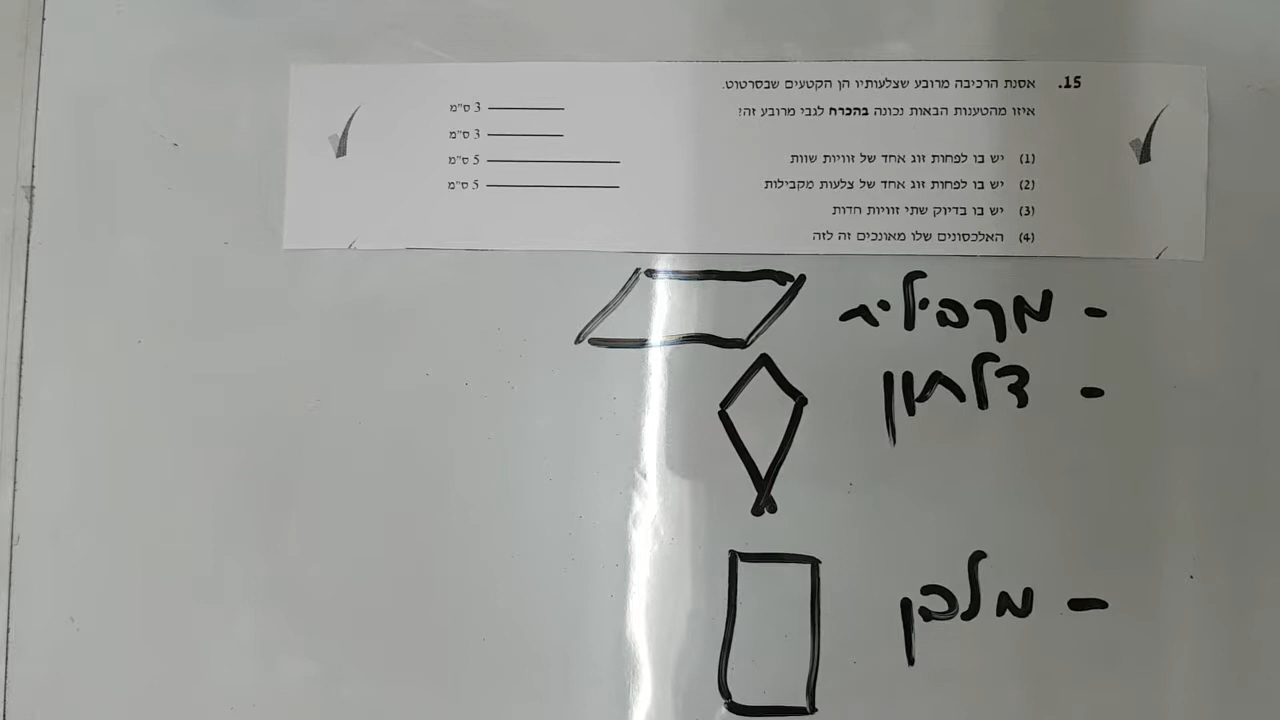 15. אסנת הרכיבה מרובע שצלעותיו הן הקטעים שבסרטוט.
איזו מהטענות הבאות נכונה בהכרח לגבי מרובע זה?
(1) יש בו לפחות זוג אחד של זוויות שוות
(2) יש בו לפחות זוג אחד של צלעות מקבילות
(3) יש בו בדיוק שתי זוויות חדות
(4) האלכסונים שלו מאונכים זה לזה
3 ס"מ
3 ס"מ
5 ס"מ
5 ס"מ
- מקבילית
- דלתון
- מלבן